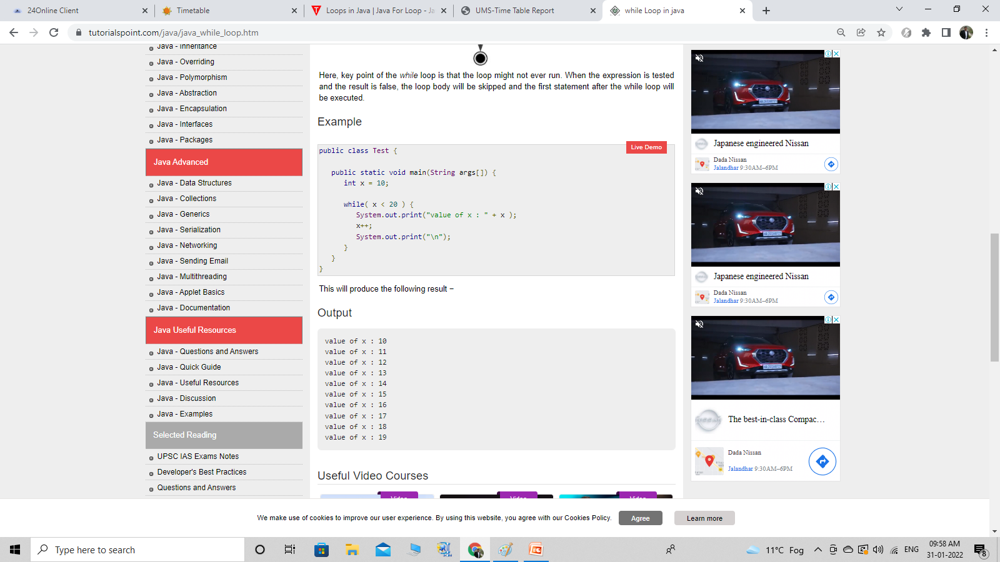 24Online Client
Timetable
Loops in Java | Java For Loop - Ja
UMS-Time Table Report
while Loop in java
tutorialspoint.com/java/java_while_loop.htm
Java - Inheritance
Java - Overriding
Java - Polymorphism
Java - Abstraction
Java - Encapsulation
Java - Interfaces
Java - Packages
Java Advanced
Java - Data Structures
Java - Collections
Java - Generics
Java - Serialization
Java - Networking
Java - Sending Email
Java - Multithreading
Java - Applet Basics
Java - Documentation
Java Useful Resources
Java - Questions and Answers
Java - Quick Guide
Java - Useful Resources
Java - Discussion
Java - Examples
Selected Reading
UPSC IAS Exams Notes
Developer's Best Practices
Questions and Answers
Here, key point of the while loop is that the loop might not ever run. When the expression is tested
and the result is false, the loop body will be skipped and the first statement after the while loop will
be executed.
Example
Live Demo
public class Test {
public static void main(String args[]) {
int x = 10;
while( x < 20 ) {
System.out.print("value of x : " + x );
x++;
System.out.print("\n");
}
}
}
This will produce the following result −
Output
value of x : 10
value of x : 11
value of x : 12
value of x : 13
value of x : 14
value of x : 15
value of x : 16
value of x : 17
value of x : 18
value of x : 19
Useful Video Courses
Video
Video
Video
Japanese engineered Nissan
Dada Nissan
Jalandhar 9:30AM–6PM
Japanese engineered Nissan
Dada Nissan
Jalandhar 9:30AM–6PM
The best-in-class Compac...
Dada Nissan
Jalandhar 9:30AM–6PM
We make use of cookies to improve our user experience. By using this website, you agree with our Cookies Policy.
Agree
Learn more
Type here to search
11°C Fog
ENG
09:58 AM
31-01-2022
8